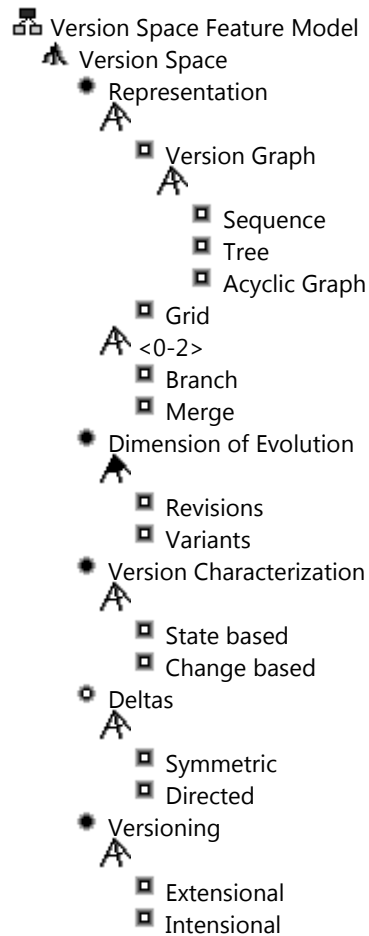 Version Space Feature Model
Version Space
Representation
Version Graph
Sequence
Tree
Acyclic Graph
Grid
<0-2>
Branch
Merge
Dimension of Evolution
Revisions
Variants
Version Characterization
State based
Change based
Deltas
Symmetric
Directed
Versioning
Extensional
Intensional